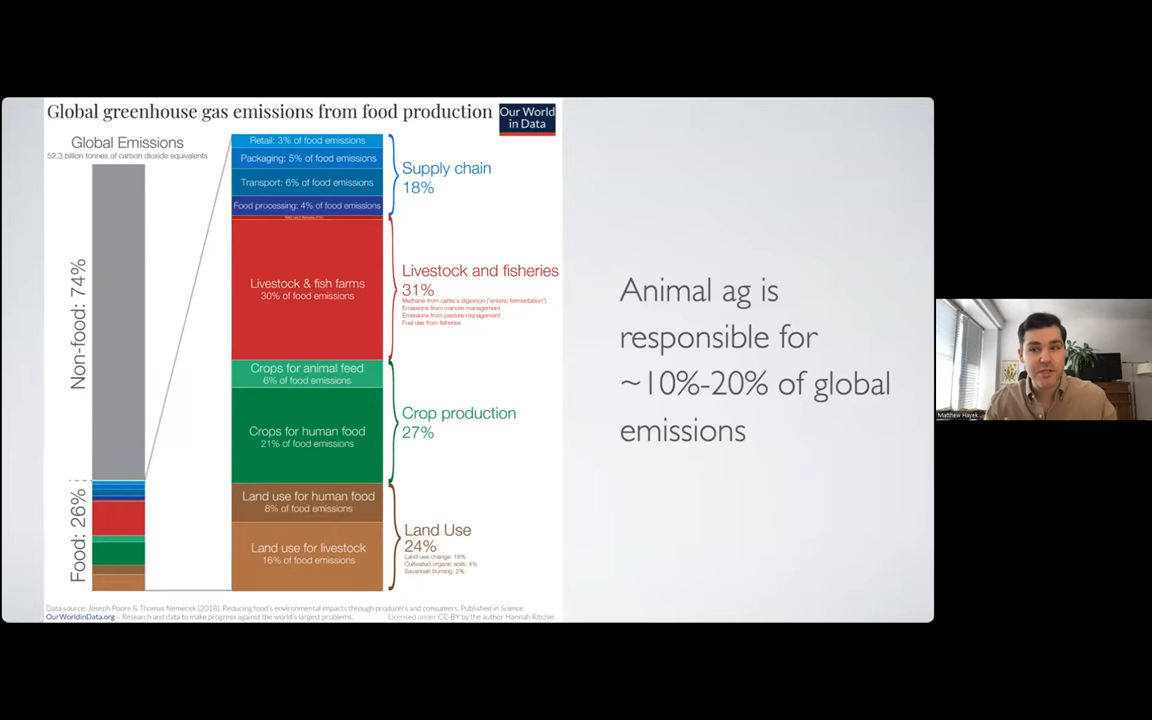 Global greenhouse gas emissions from food production
Our World
in Data
Global Emissions
52.3 billion tonnes of carbon dioxide equivalents
Non-food: 74%
Food: 26%
Retail: 3% of food emissions
Packaging: 5% of food emissions
Transport: 6% of food emissions
Food processing: 4% of food emissions
Livestock & fish farms
30% of food emissions
Crops for animal feed
6% of food emissions
Crops for human food
21% of food emissions
Land use for human food
8% of food emissions
Land use for livestock
16% of food emissions
Supply chain
18%
Livestock and fisheries
31%
Methane from cattle's digestion ("enteric fermentation")
Emissions from manure management
Emissions from pasture management
Fuel use from fisheries
Crop production
27%
Land Use
24%
Land use change: 18%
Cultivated organic soils: 4%
Savannah burning: 2%
Data source: Joseph Poore & Thomas Nemecek (2018). Reducing food's environmental impacts through producers and consumers. Published in Science.
OurWorldinData.org – Research and data to make progress against the world's largest problems.
Licensed under CC-BY by the author Hannah Ritchie.
Animal ag is
responsible for
~10%-20% of global
emissions
Matthew Hayek